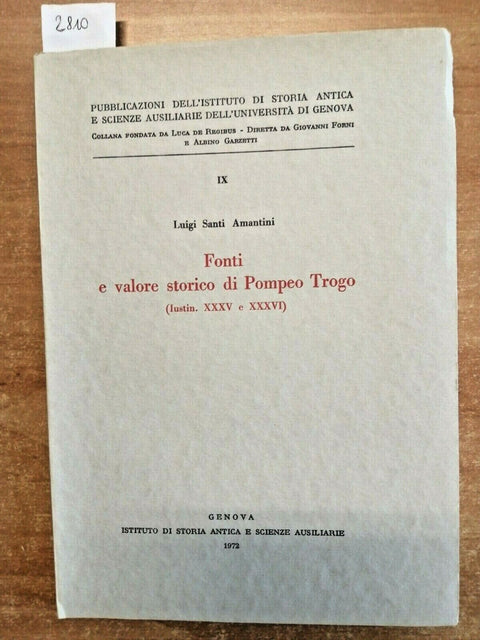 2810
PUBBLICAZIONI DELL'ISTITUTO DI STORIA ANTICA
E SCIENZE AUSILIARIE DELL'UNIVERSITÀ DI GENOVA
COLLANA FONDATA DA LUCA DE REGIBUS - DIRETTA DA GIOVANNI FORNI
E ALBINO GARZETTI
IX
Luigi Santi Amantini
Fonti
e valore storico di Pompeo Trogo
(Iustin. XXXV e XXXVI)
GENOVA
ISTITUTO DI STORIA ANTICA E SCIENZE AUSILIARIE
1972